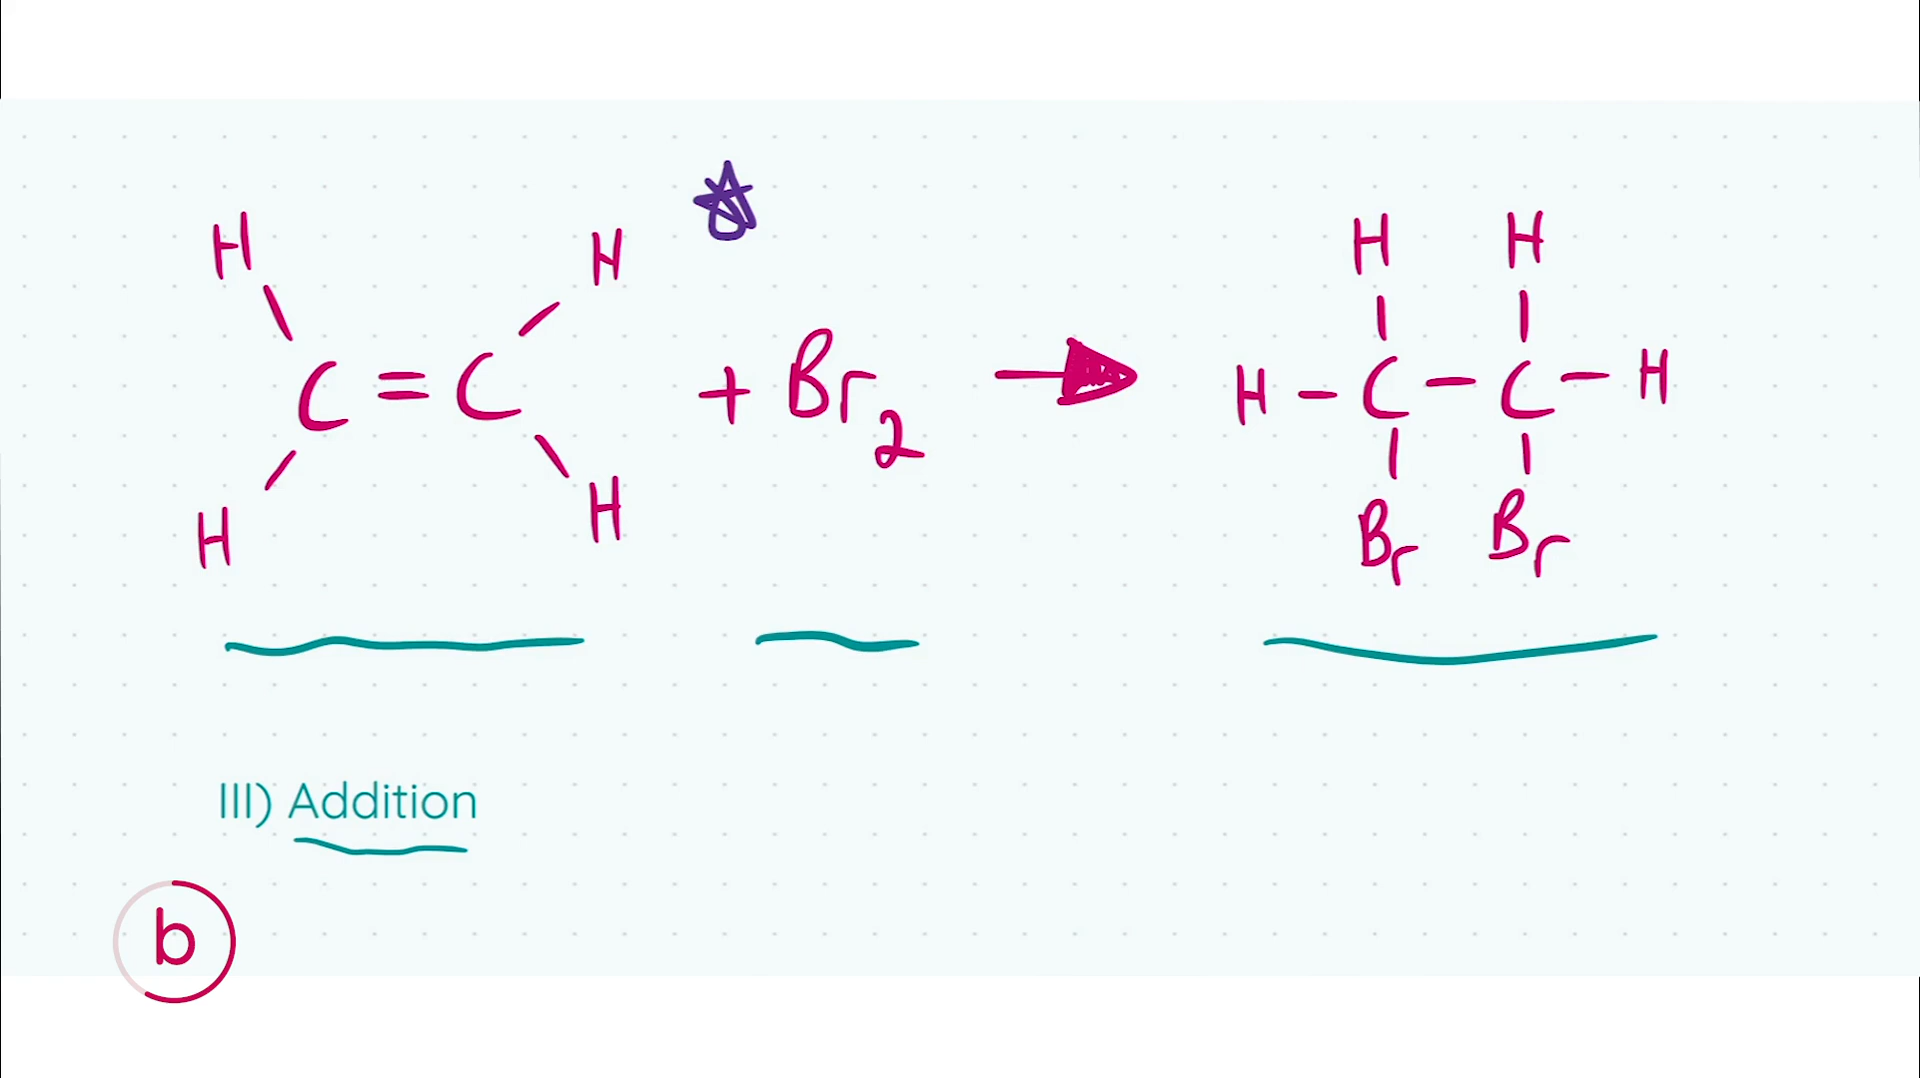 H H H H
C = C + Br2 → H - C - C - H
H H Br Br
III) Addition
b